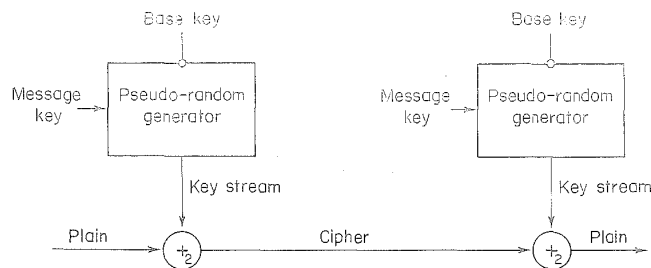 Base key
Base key
Message key
Pseudo-random generator
Message key
Pseudo-random generator
Key stream
Key stream
Plain
+2
Cipher
+2
Plain